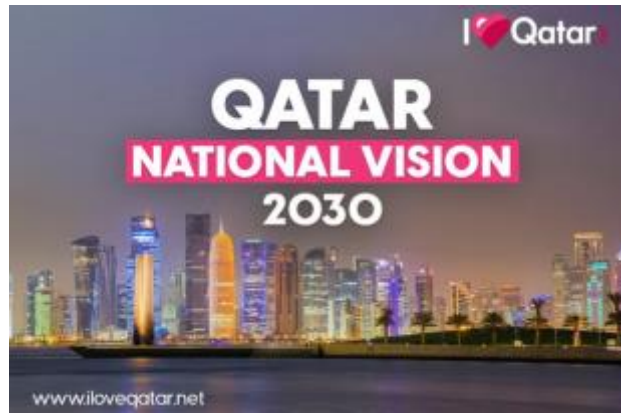 I Qatar
QATAR
NATIONAL VISION
2030
www.iloveqatar.net